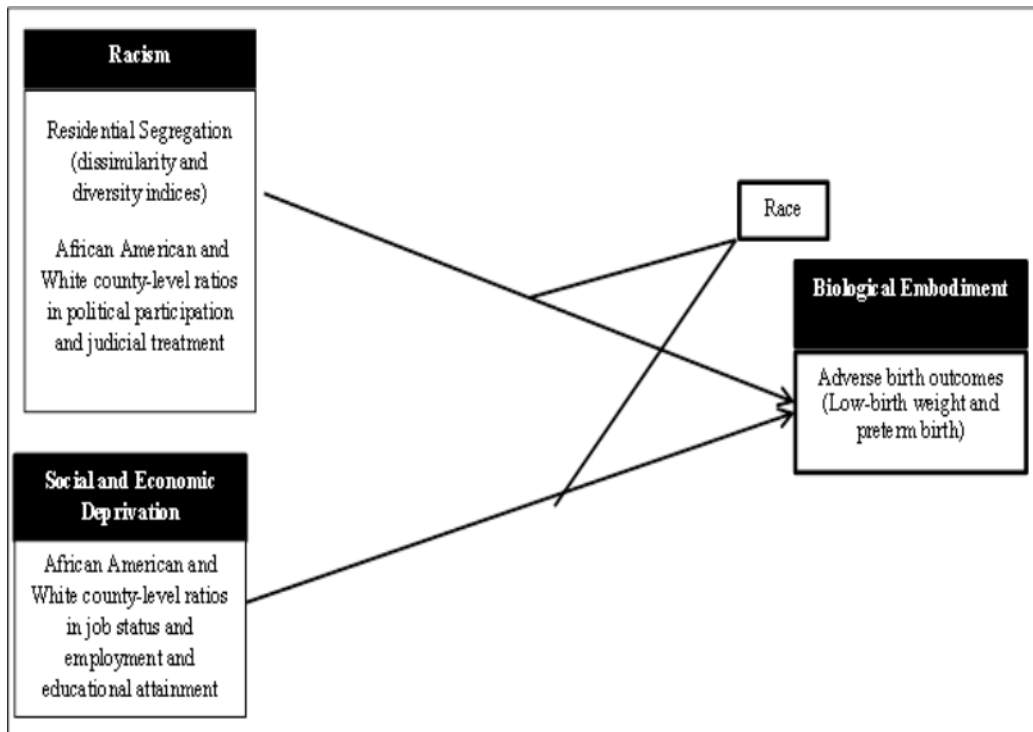 Racism
Residential Segregation
(dissimilarity and
diversity indices)
African American and
White county-level ratios
in political participation
and judicial treatment
Race
Biological Embodiment
Adverse birth outcomes
(Low-birth weight and
preterm birth)
Social and Economic
Deprivation
African American and
White county-level ratios
in job status and
employment and
educational attainment